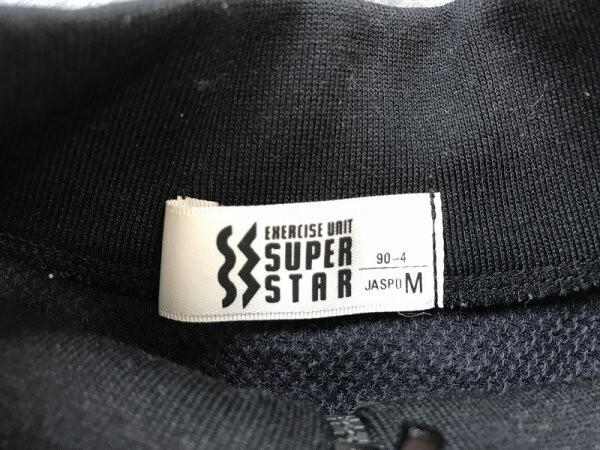 EXERCISE UNIT
SUPER
STAR
90-4
JASPO M